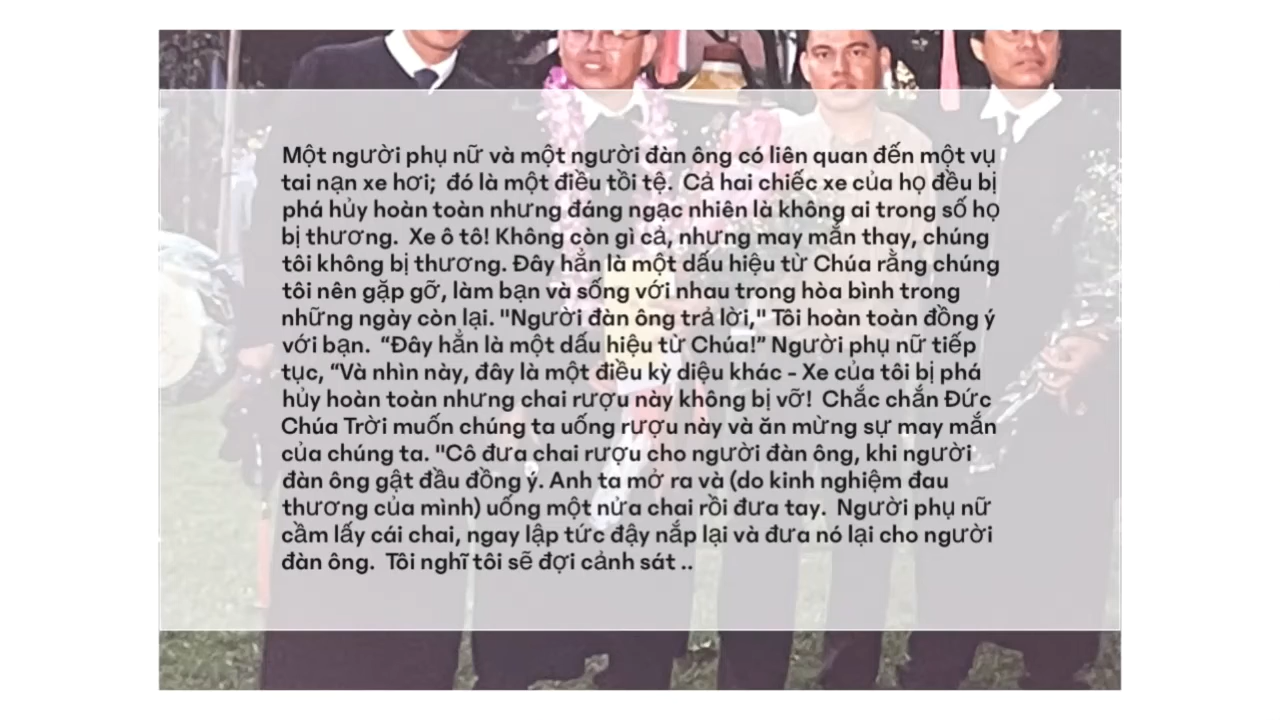 Một người phụ nữ và một người đàn ông có liên quan đến một vụ
tai nạn xe hơi;  đó là một điều tồi tệ.  Cả hai chiếc xe của họ đều bị
phá hủy hoàn toàn nhưng đáng ngạc nhiên là không ai trong số họ
bị thương.  Xe ô tô! Không còn gì cả, nhưng may mắn thay, chúng
tôi không bị thương. Đây hẳn là một dấu hiệu từ Chúa rằng chúng
tôi nên gặp gỡ, làm bạn và sống với nhau trong hòa bình trong
những ngày còn lại. "Người đàn ông trả lời," Tôi hoàn toàn đồng ý
với bạn.  “Đây hẳn là một dấu hiệu từ Chúa!” Người phụ nữ tiếp
tục, “Và nhìn này, đây là một điều kỳ diệu khác - Xe của tôi bị phá
hủy hoàn toàn nhưng chai rượu này không bị vỡ!  Chắc chắn Đức
Chúa Trời muốn chúng ta uống rượu này và ăn mừng sự may mắn
của chúng ta. "Cô đưa chai rượu cho người đàn ông, khi người
đàn ông gật đầu đồng ý. Anh ta mở ra và (do kinh nghiệm đau
thương của mình) uống một nửa chai rồi đưa tay.  Người phụ nữ
cầm lấy cái chai, ngay lập tức đậy nắp lại và đưa nó lại cho người
đàn ông.  Tôi nghĩ tôi sẽ đợi cảnh sát ..